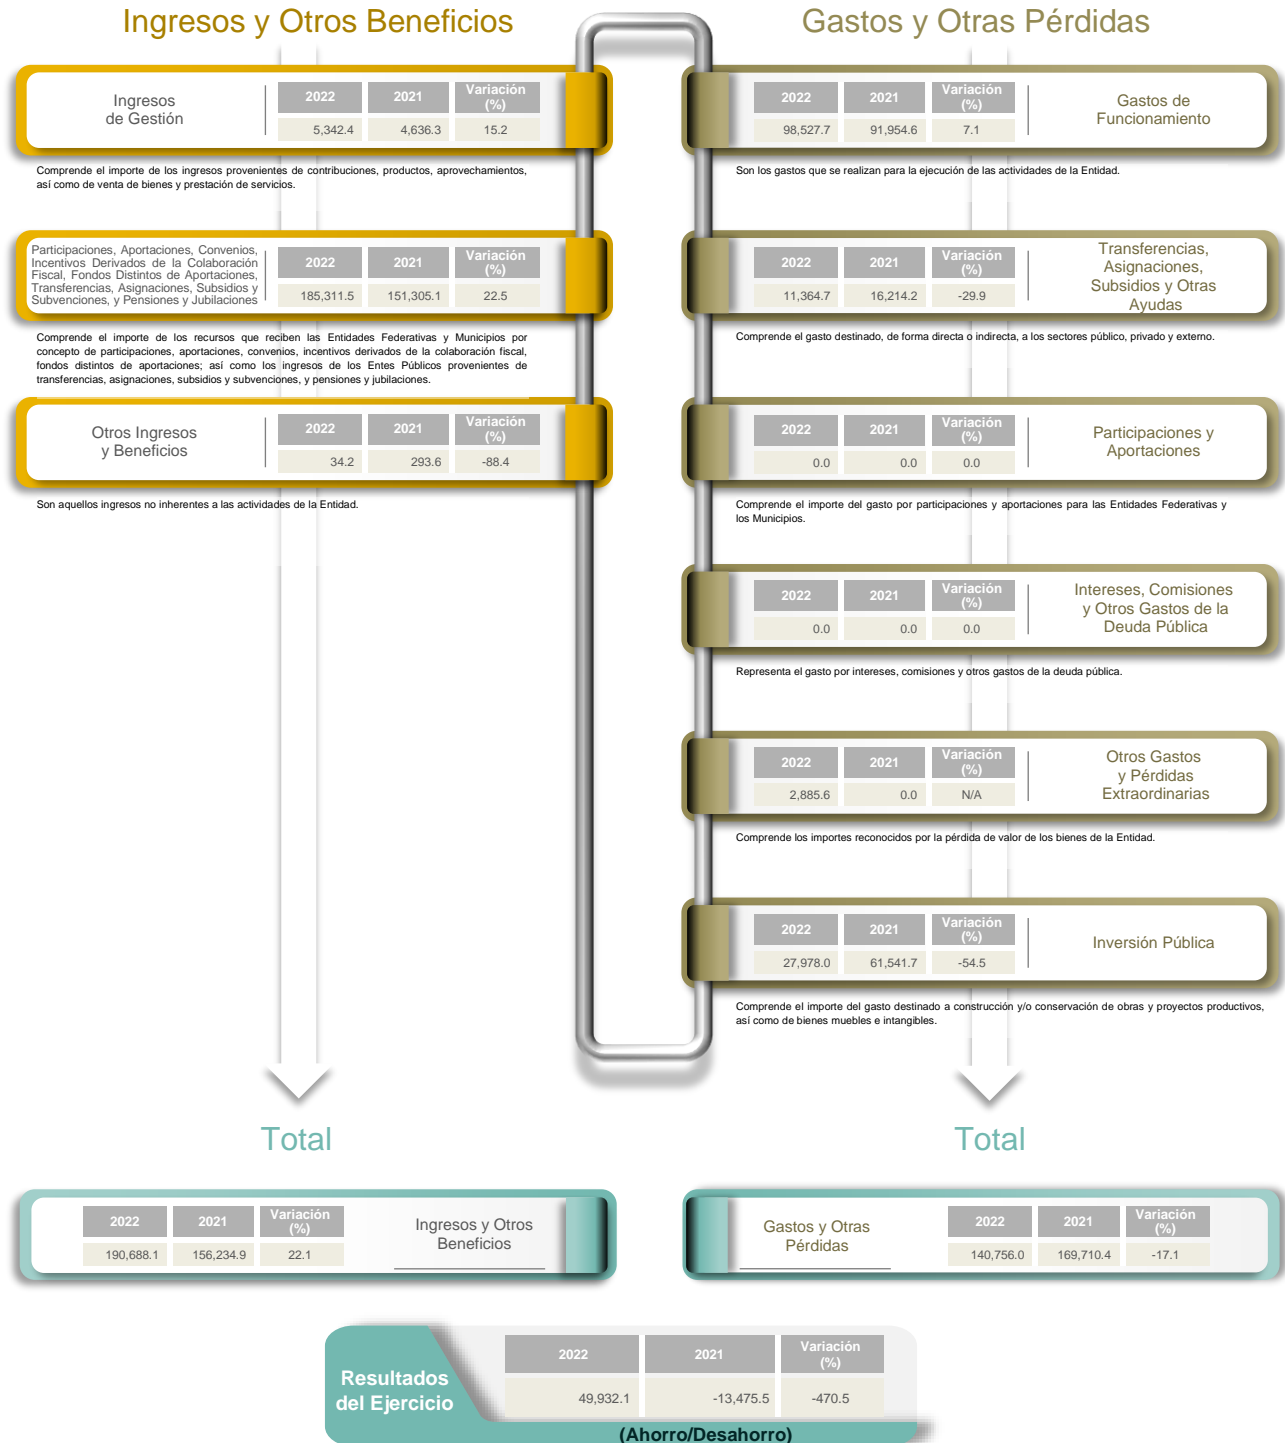 Ingresos y Otros Beneficios
Ingresos
de Gestión
2022 2021 Variación
(%)
5,342.4 4,636.3 15.2
Comprende el importe de los ingresos provenientes de contribuciones, productos, aprovechamientos,
así como de venta de bienes y prestación de servicios.
Participaciones, Aportaciones, Convenios,
Incentivos Derivados de la Colaboración
Fiscal, Fondos Distintos de Aportaciones,
Transferencias, Asignaciones, Subsidios y
Subvenciones, y Pensiones y Jubilaciones
2022 2021 Variación
(%)
185,311.5 151,305.1 22.5
Comprende el importe de los recursos que reciben las Entidades Federativas y Municipios por
concepto de participaciones, aportaciones, convenios, incentivos derivados de la colaboración fiscal,
fondos distintos de aportaciones; así como los ingresos de los Entes Públicos provenientes de
transferencias, asignaciones, subsidios y subvenciones, y pensiones y jubilaciones.
Otros Ingresos
y Beneficios
2022 2021 Variación
(%)
34.2 293.6 -88.4
Son aquellos ingresos no inherentes a las actividades de la Entidad.
Gastos y Otras Pérdidas
2022 2021 Variación
(%)
98,527.7 91,954.6 7.1
Gastos de
Funcionamiento
Son los gastos que se realizan para la ejecución de las actividades de la Entidad.
2022 2021 Variación
(%)
11,364.7 16,214.2 -29.9
Transferencias,
Asignaciones,
Subsidios y Otras
Ayudas
Comprende el gasto destinado, de forma directa o indirecta, a los sectores público, privado y externo.
2022 2021 Variación
(%)
0.0 0.0 0.0
Participaciones y
Aportaciones
Comprende el importe del gasto por participaciones y aportaciones para las Entidades Federativas y
los Municipios.
2022 2021 Variación
(%)
0.0 0.0 0.0
Intereses, Comisiones
y Otros Gastos de la
Deuda Pública
Representa el gasto por intereses, comisiones y otros gastos de la deuda pública.
2022 2021 Variación
(%)
2,885.6 0.0 N/A
Otros Gastos
y Pérdidas
Extraordinarias
Comprende los importes reconocidos por la pérdida de valor de los bienes de la Entidad.
2022 2021 Variación
(%)
27,978.0 61,541.7 -54.5
Inversión Pública
Comprende el importe del gasto destinado a construcción y/o conservación de obras y proyectos productivos,
así como de bienes muebles e intangibles.
Total
2022 2021 Variación
(%)
190,688.1 156,234.9 22.1
Ingresos y Otros
Beneficios
Total
Gastos y Otras
Pérdidas
2022 2021 Variación
(%)
140,756.0 169,710.4 -17.1
Resultados
del Ejercicio
2022 2021 Variación
(%)
49,932.1 -13,475.5 -470.5
(Ahorro/Desahorro)